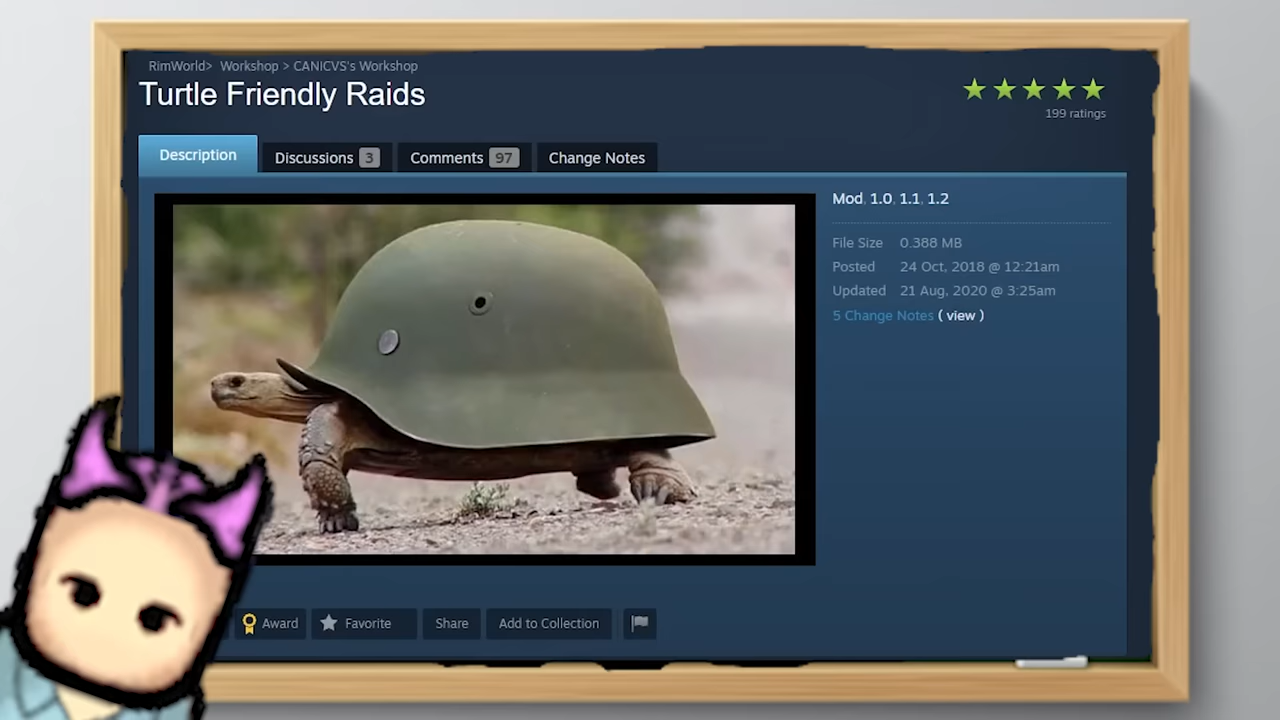 RimWorld> Workshop > CANICVS's Workshop
Turtle Friendly Raids
199 ratings
Description
Discussions 3
Comments 97
Change Notes
Mod, 1.0, 1.1, 1.2
File Size 0.388 MB
Posted 24 Oct, 2018 @ 12:21am
Updated 21 Aug, 2020 @ 3:25am
5 Change Notes ( view )
Award
Favorite
Share
Add to Collection